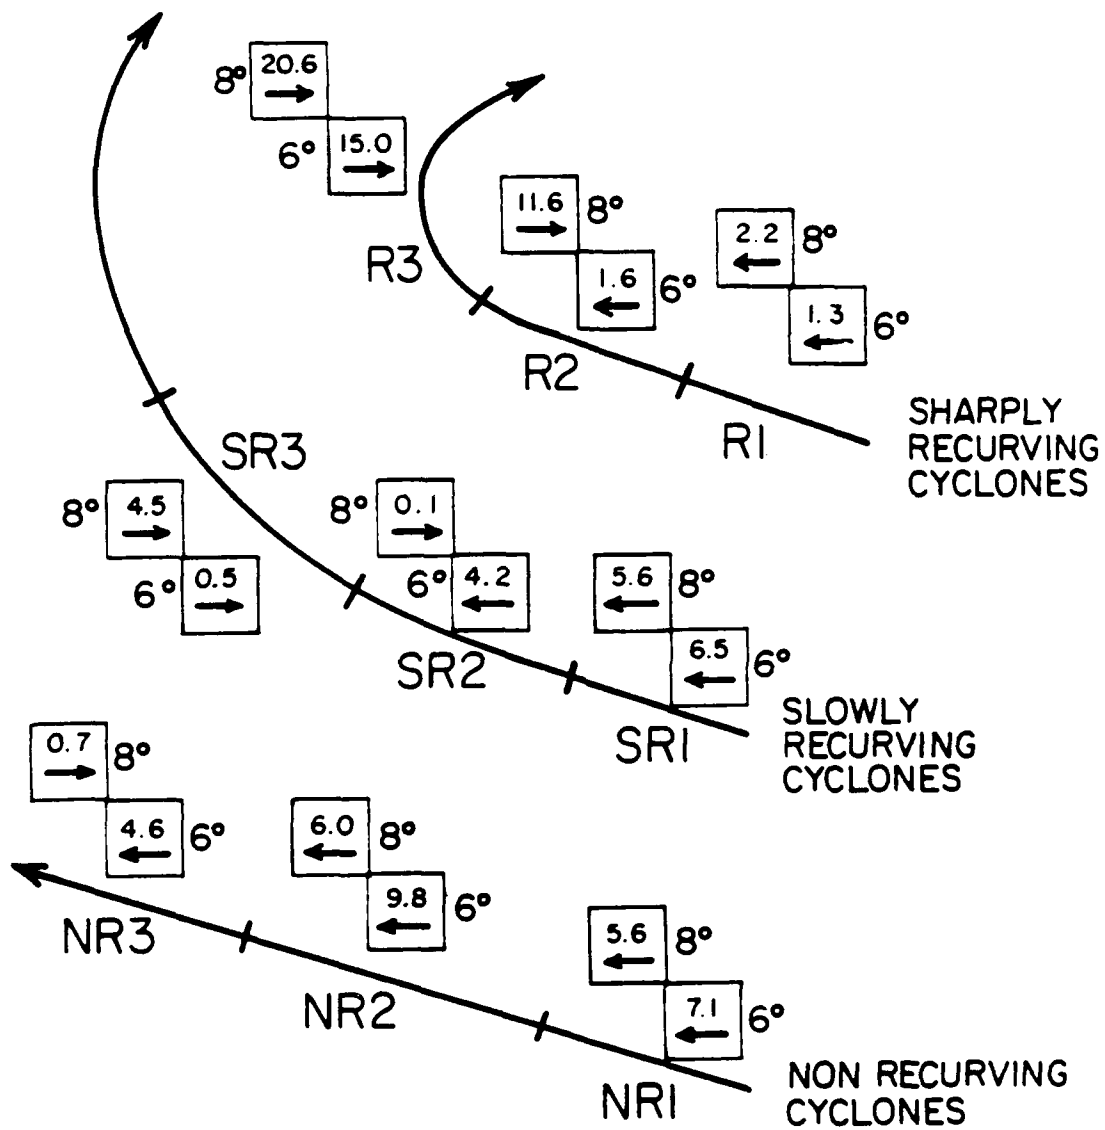 20.6
8°
15.0
6°
11.6
8°
2.2
8°
R3
1.6
6°
1.3
6°
R2
R1
SHARPLY
RECURVING
CYCLONES
SR3
4.5
8°
0.1
8°
0.5
6°
4.2
6°
5.6
8°
6.5
6°
SR2
SR1
SLOWLY
RECURVING
CYCLONES
0.7
8°
4.6
6°
6.0
8°
9.8
6°
NR3
5.6
8°
NR2
7.1
6°
NR1
NON RECURVING
CYCLONES